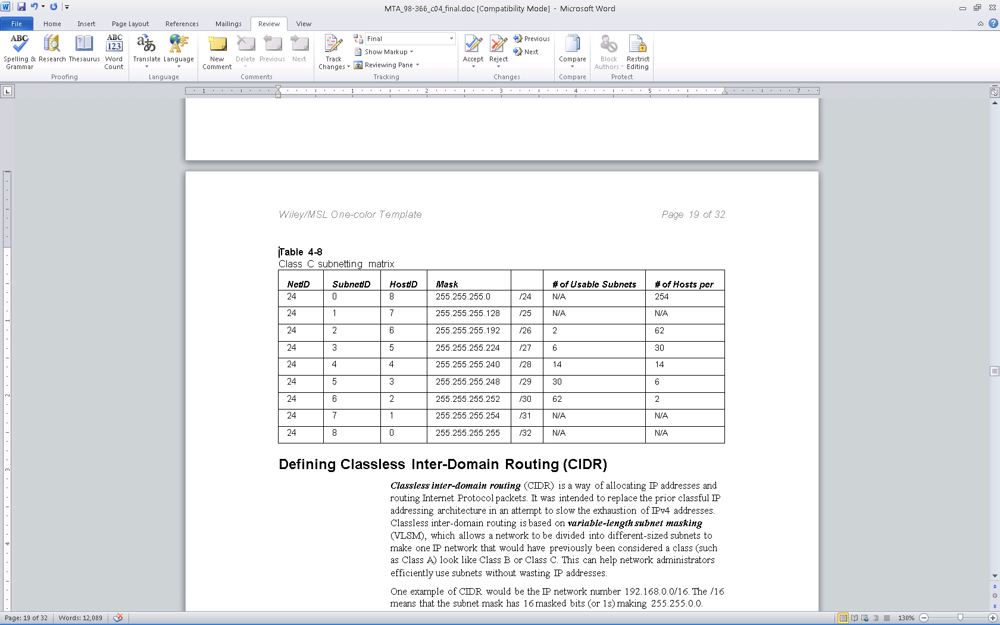 MTA_98-366_c04_final.doc [Compatibility Mode] - Microsoft Word
File Home Insert Page Layout References Mailings Review View
Spelling & Grammar Research Thesaurus Word Count
Proofing
Translate Language
Language
New Comment Delete Previous Next
Comments
Track Changes Final
Show Markup
Reviewing Pane
Tracking
Accept Reject Previous
Next
Changes
Compare
Compare
Block Authors Restrict Editing
Protect
1 1 2 3 4 5 7
Wiley/MSL One-color Template Page 19 of 32
Table 4-8
Class C subnetting matrix
NetID SubnetID HostID Mask # of Usable Subnets # of Hosts per
24 0 8 255.255.255.0 /24 N/A 254
24 1 7 255.255.255.128 /25 N/A N/A
24 2 6 255.255.255.192 /26 2 62
24 3 5 255.255.255.224 /27 6 30
24 4 4 255.255.255.240 /28 14 14
24 5 3 255.255.255.248 /29 30 6
24 6 2 255.255.255.252 /30 62 2
24 7 1 255.255.255.254 /31 N/A N/A
24 8 0 255.255.255.255 /32 N/A N/A
Defining Classless Inter-Domain Routing (CIDR)
Classless inter-domain routing (CIDR) is a way of allocating IP addresses and
routing Internet Protocol packets. It was intended to replace the prior classful IP
addressing architecture in an attempt to slow the exhaustion of IPv4 addresses.
Classless inter-domain routing is based on variable-length subnet masking
(VLSM), which allows a network to be divided into different-sized subnets to
make one IP network that would have previously been considered a class (such
as Class A) look like Class B or Class C. This can help network administrators
efficiently use subnets without wasting IP addresses.
One example of CIDR would be the IP network number 192.168.0.0/16. The /16
means that the subnet mask has 16 masked bits (or 1s) making 255.255.0.0.
Page: 19 of 32 Words: 12,089 130%